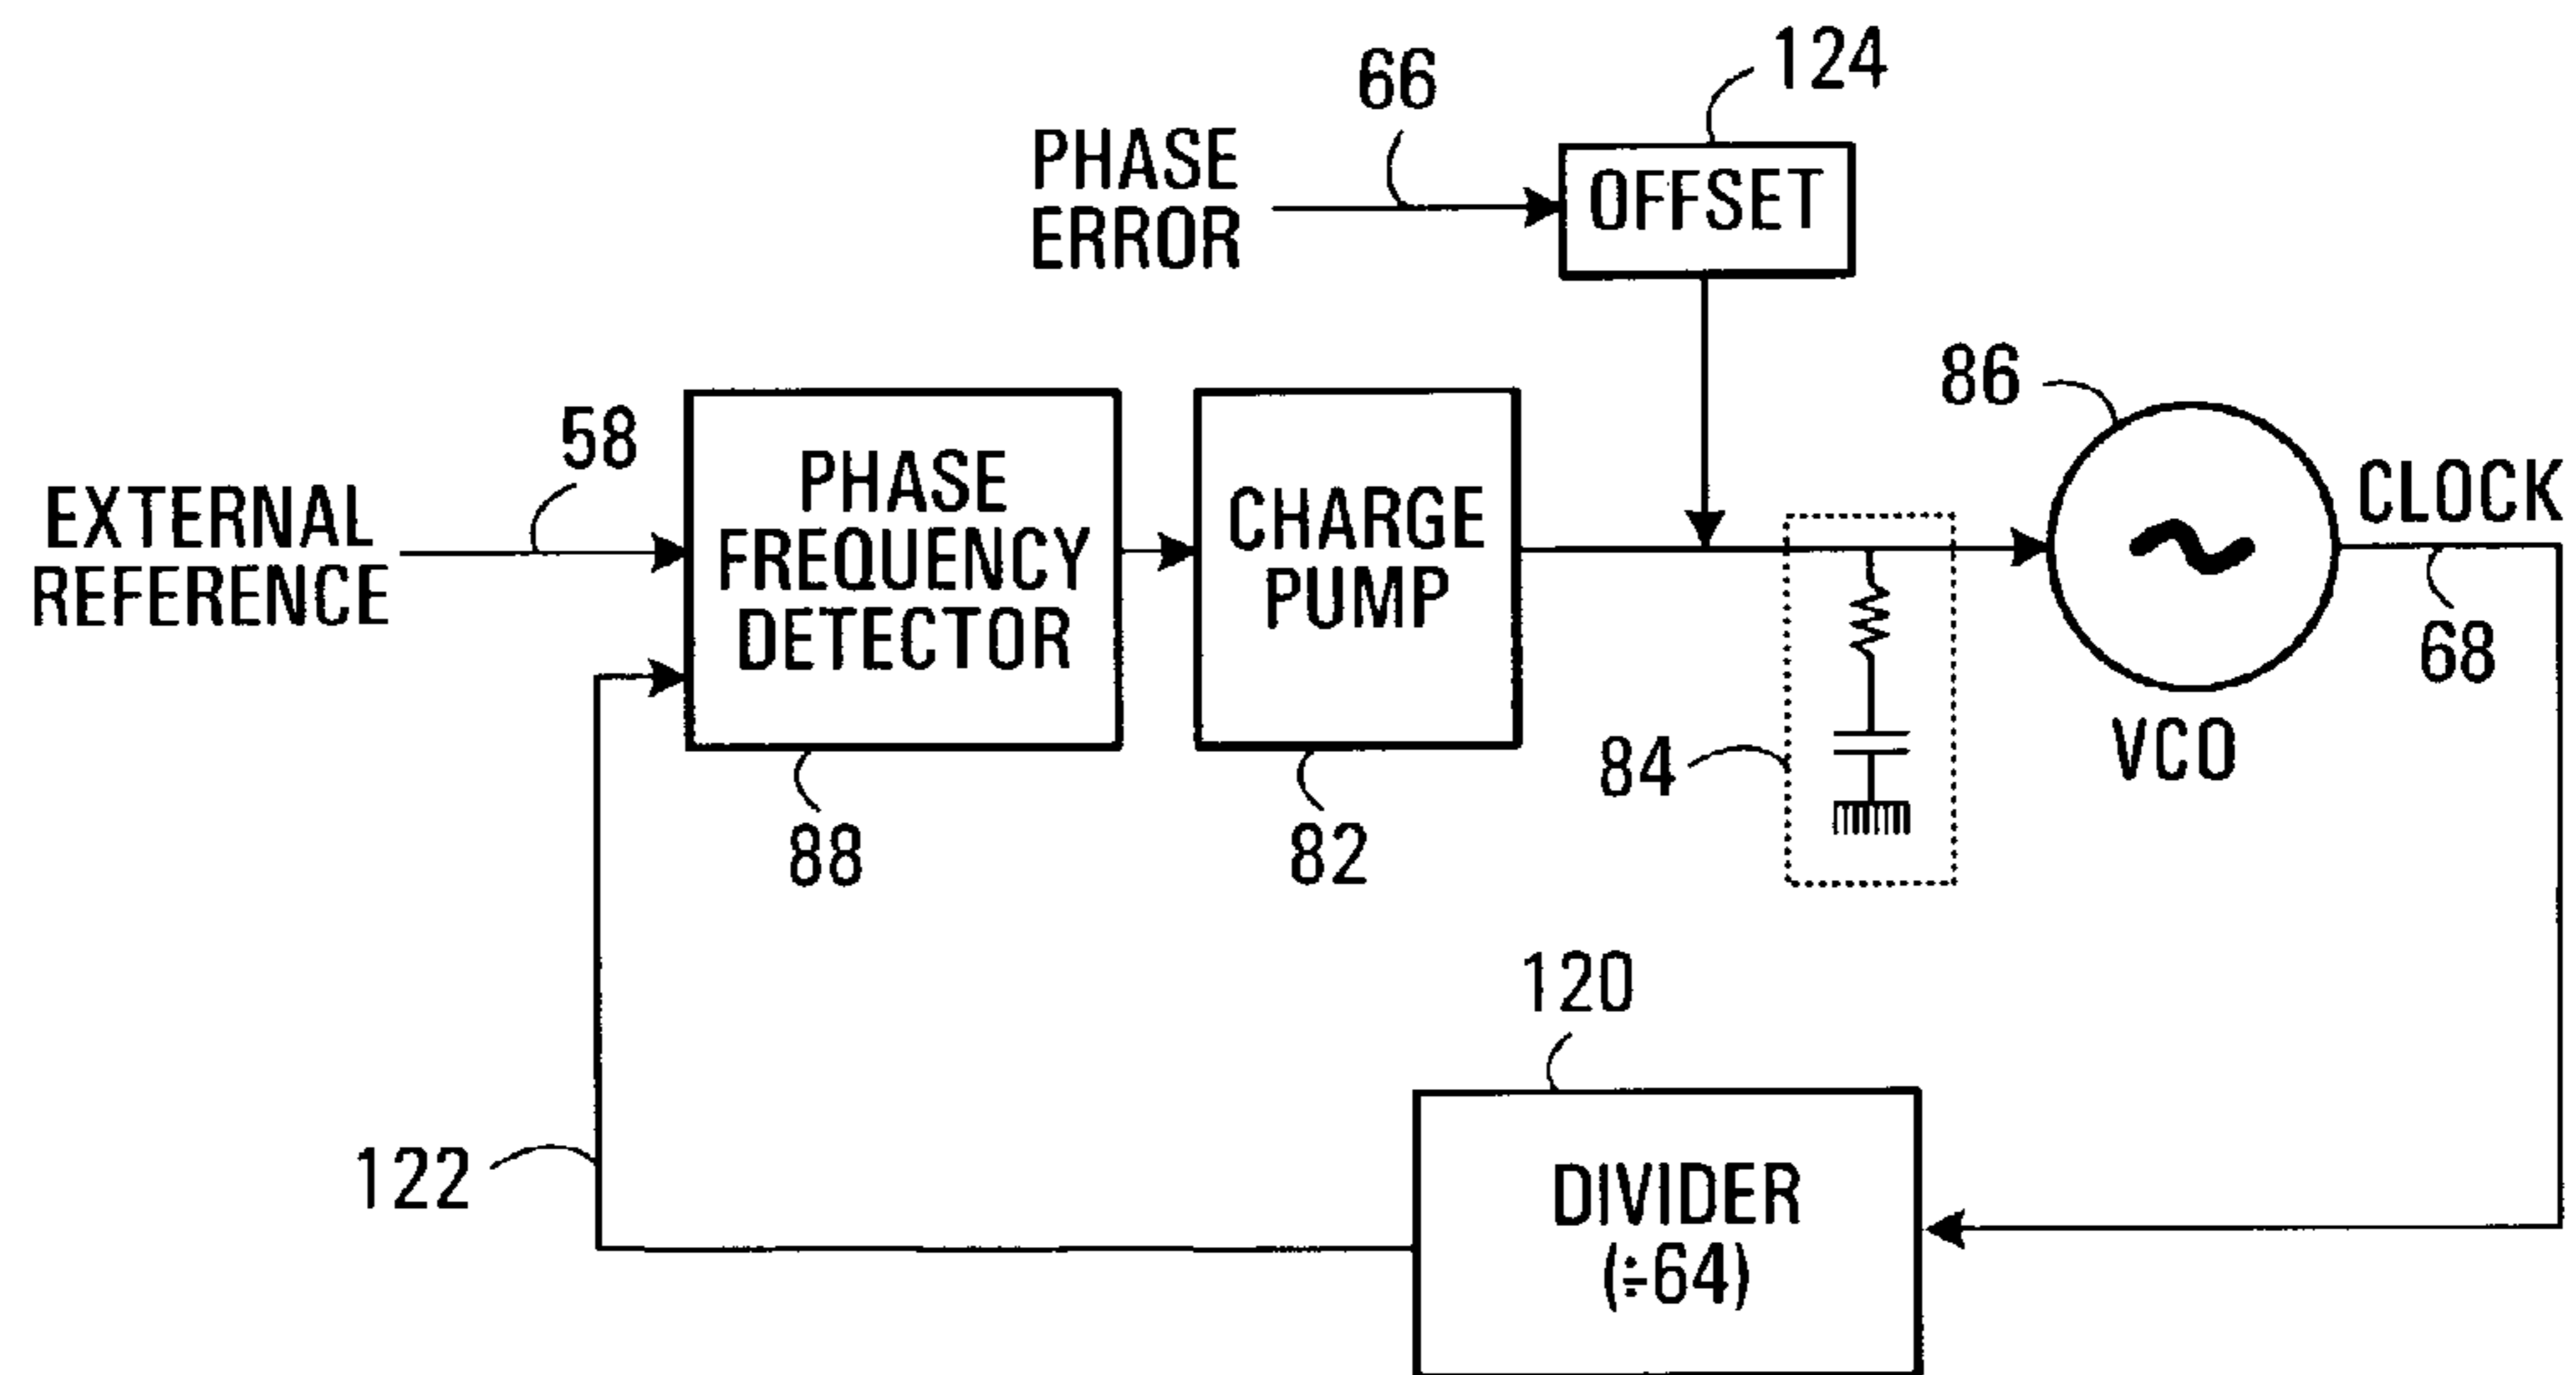 124
66
PHASE
ERROR
OFFSET
86
58
EXTERNAL
REFERENCE
PHASE
FREQUENCY
DETECTOR
CHARGE
PUMP
CLOCK
68
VCO
84
88
82
120
122
DIVIDER
(÷64)